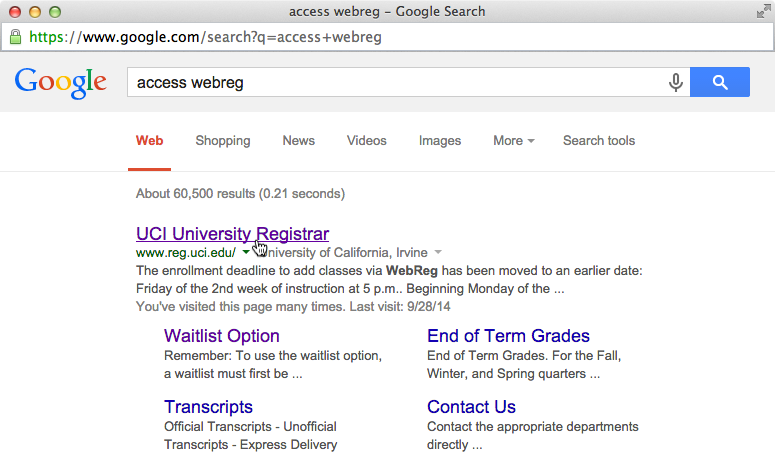 access webreg – Google Search
https://www.google.com/search?q=access+webreg
Google access webreg
Web Shopping News Videos Images More Search tools
About 60,500 results (0.21 seconds)
UCI University Registrar
www.reg.uci.edu/ University of California, Irvine
The enrollment deadline to add classes via WebReg has been moved to an earlier date:
Friday of the 2nd week of instruction at 5 p.m.. Beginning Monday of the ...
You've visited this page many times. Last visit: 9/28/14
Waitlist Option
Remember: To use the waitlist option,
a waitlist must first be ...
End of Term Grades
End of Term Grades. For the Fall,
Winter, and Spring quarters ...
Transcripts
Official Transcripts - Unofficial
Transcripts - Express Delivery
Contact Us
Contact the appropriate departments
directly ...